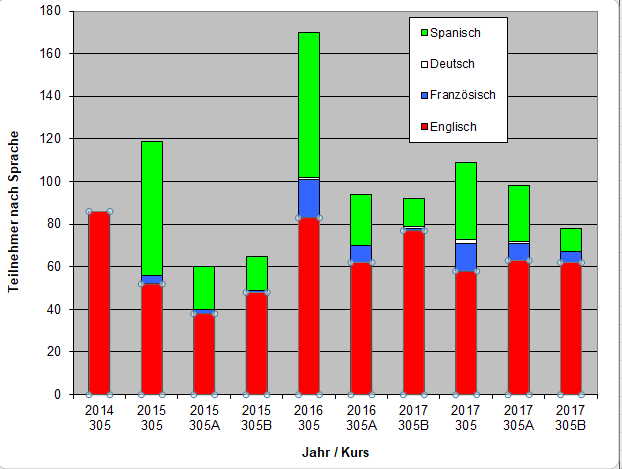 180
160
140
120
100
80
60
40
20
0
Teilnehmer nach Sprache
Spanisch
Deutsch
Französisch
Englisch
2014 2015 2015 2015 2016 2016 2017 2017 2017 2017
305 305 305A 305B 305 305A 305B 305 305A 305B
Jahr / Kurs